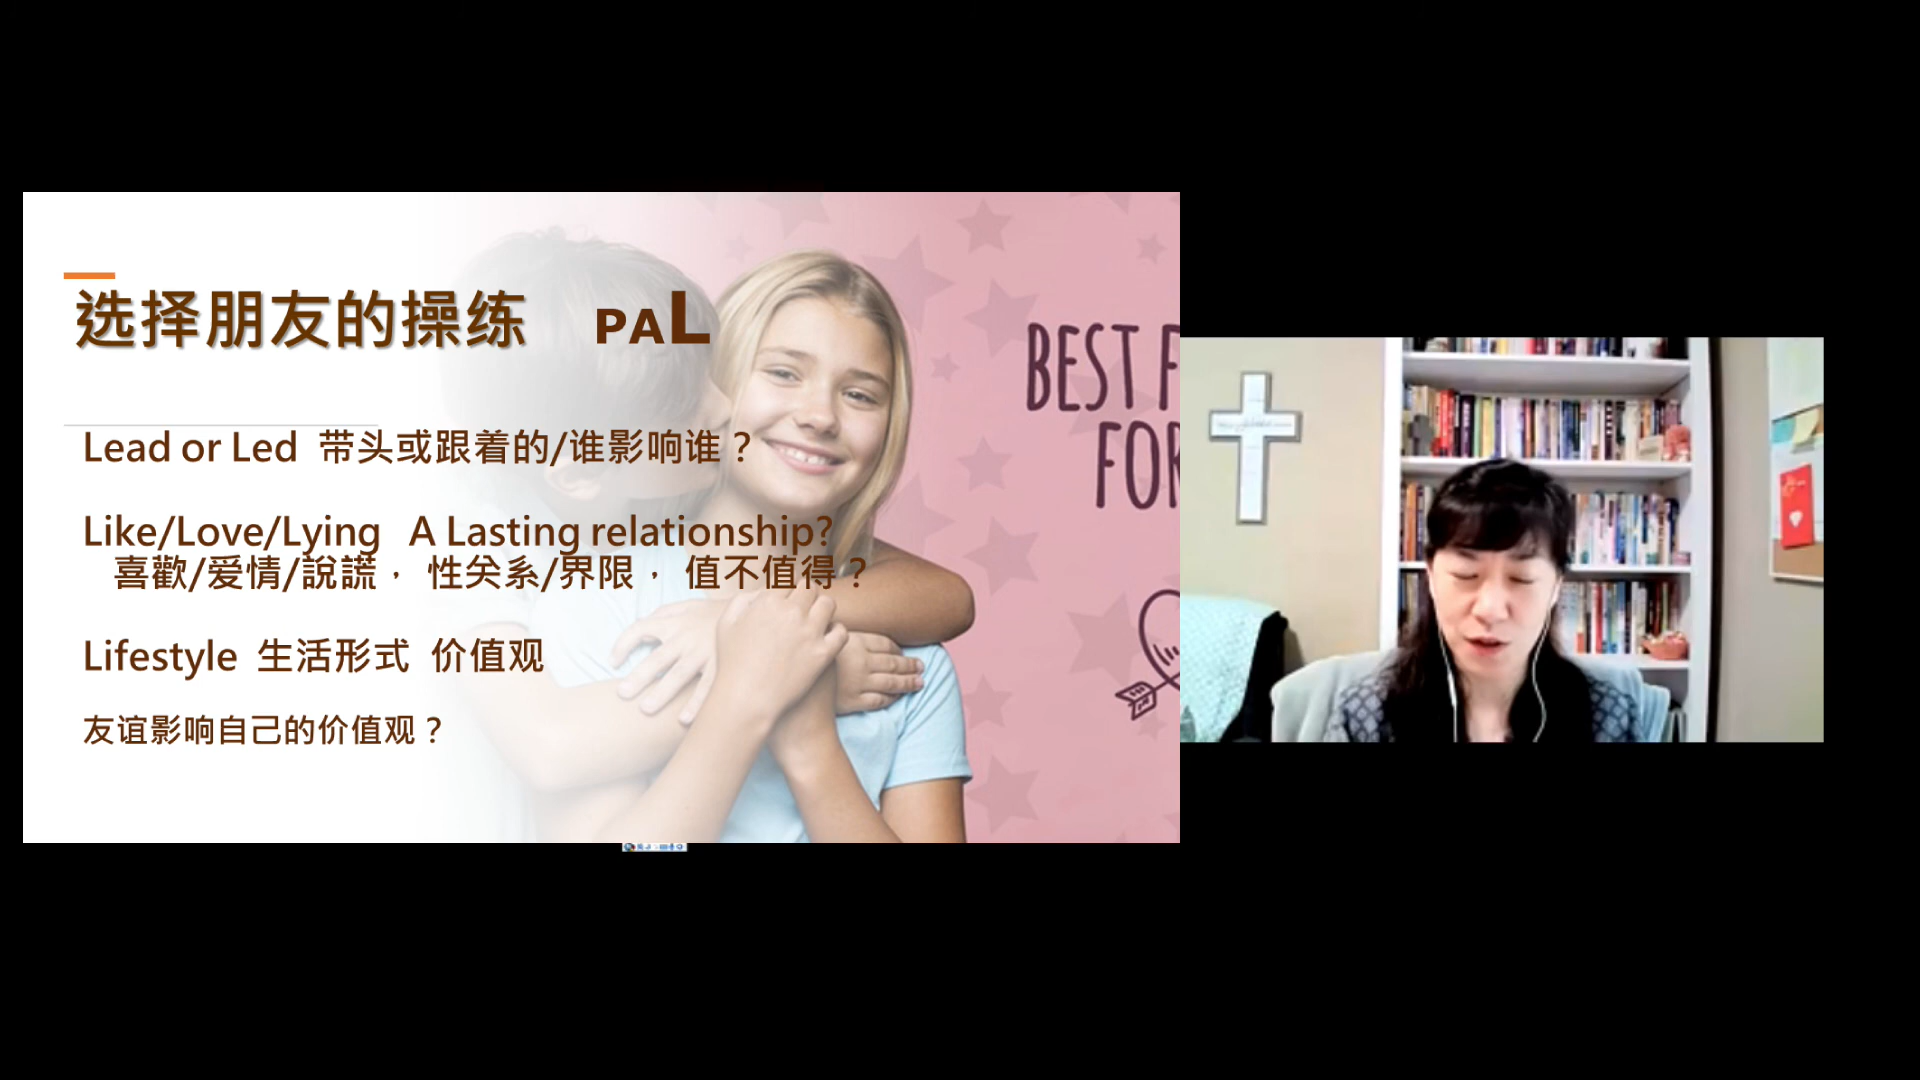 选择朋友的操练 PAL
Lead or Led 带头或跟着的/谁影响谁？
Like/Love/Lying A Lasting relationship?
喜歡/爱情/說謊， 性关系/界限， 值不值得？
Lifestyle 生活形式 价值观
友谊影响自己的价值观？
BEST F
FOR